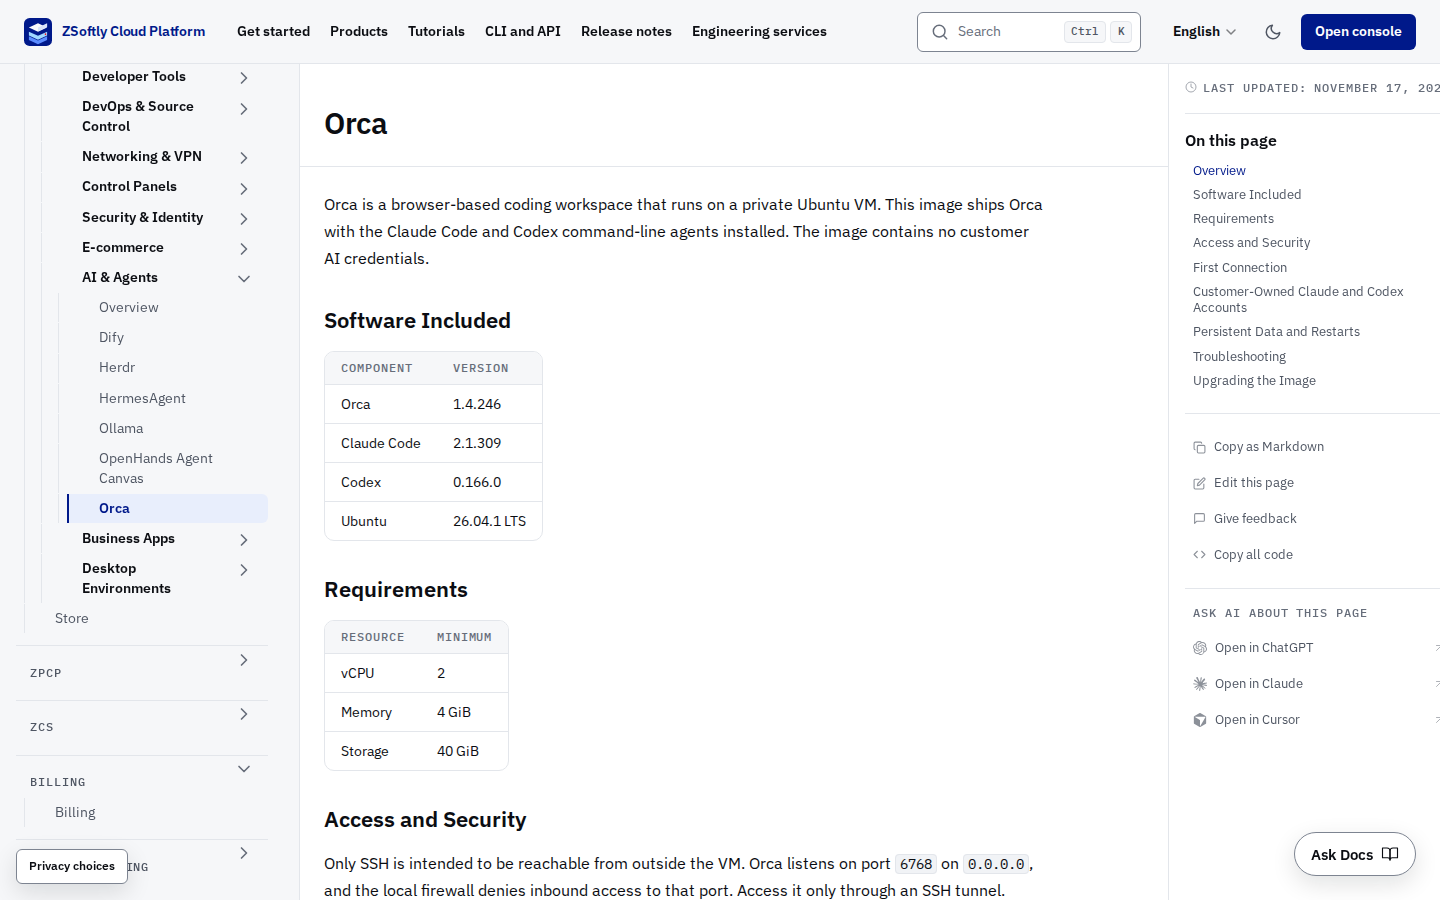 ZSoftly Cloud Platform
Get started
Products
Tutorials
CLI and API
Release notes
Engineering services
Search
Ctrl
K
English
Open console
Developer Tools
DevOps & Source
Control
Networking & VPN
Control Panels
Security & Identity
E-commerce
AI & Agents
Overview
Dify
Herdr
HermesAgent
Ollama
OpenHands Agent
Canvas
Orca
Business Apps
Desktop
Environments
Store
ZPCP
ZCS
BILLING
Billing
ING
Privacy choices
Orca
Orca is a browser-based coding workspace that runs on a private Ubuntu VM. This image ships Orca
with the Claude Code and Codex command-line agents installed. The image contains no customer
AI credentials.
Software Included
COMPONENT VERSION
Orca 1.4.246
Claude Code 2.1.309
Codex 0.166.0
Ubuntu 26.04.1 LTS
Requirements
RESOURCE MINIMUM
vCPU 2
Memory 4 GiB
Storage 40 GiB
Access and Security
Only SSH is intended to be reachable from outside the VM. Orca listens on port 6768 on 0.0.0.0,
and the local firewall denies inbound access to that port. Access it only through an SSH tunnel.
LAST UPDATED: NOVEMBER 17, 202
On this page
Overview
Software Included
Requirements
Access and Security
First Connection
Customer-Owned Claude and Codex
Accounts
Persistent Data and Restarts
Troubleshooting
Upgrading the Image
Copy as Markdown
Edit this page
Give feedback
Copy all code
ASK AI ABOUT THIS PAGE
Open in ChatGPT
Open in Claude
Open in Cursor
Ask Docs